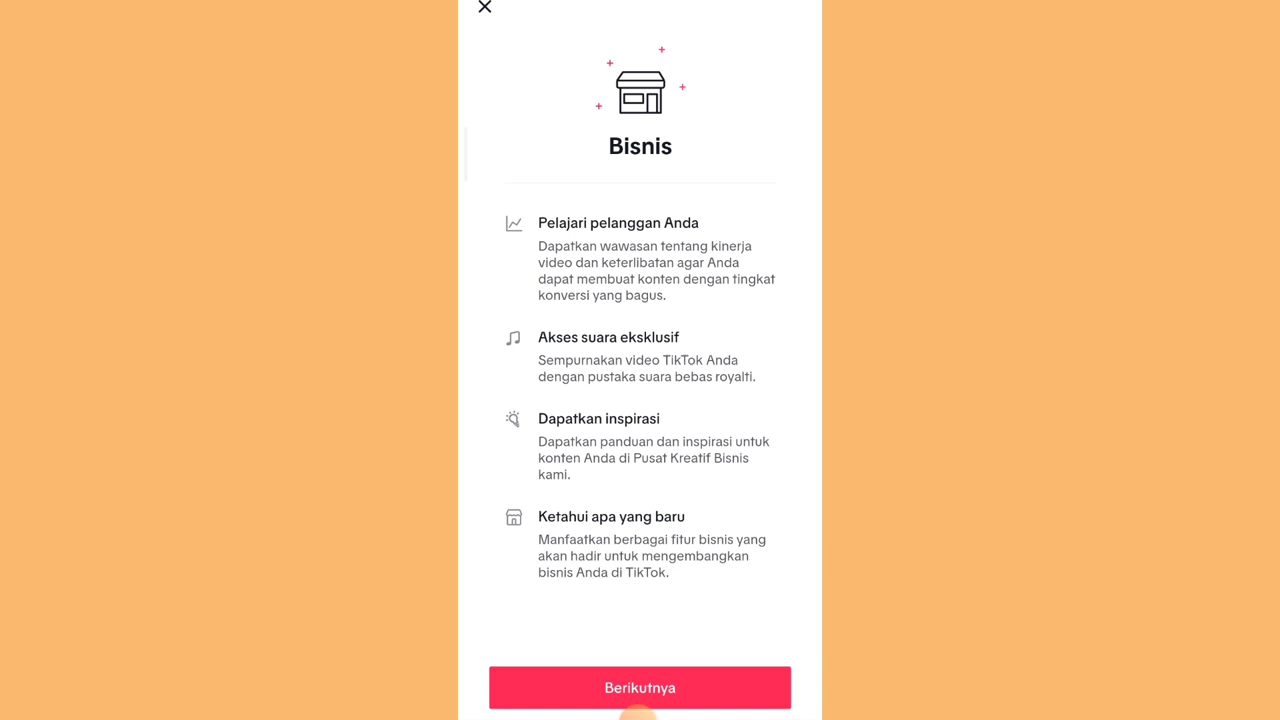 Bisnis
Pelajari pelanggan Anda
Dapatkan wawasan tentang kinerja
video dan keterlibatan agar Anda
dapat membuat konten dengan tingkat
konversi yang bagus.
Akses suara eksklusif
Sempurnakan video TikTok Anda
dengan pustaka suara bebas royalti.
Dapatkan inspirasi
Dapatkan panduan dan inspirasi untuk
konten Anda di Pusat Kreatif Bisnis
kami.
Ketahui apa yang baru
Manfaatkan berbagai fitur bisnis yang
akan hadir untuk mengembangkan
bisnis Anda di TikTok.
Berikutnya